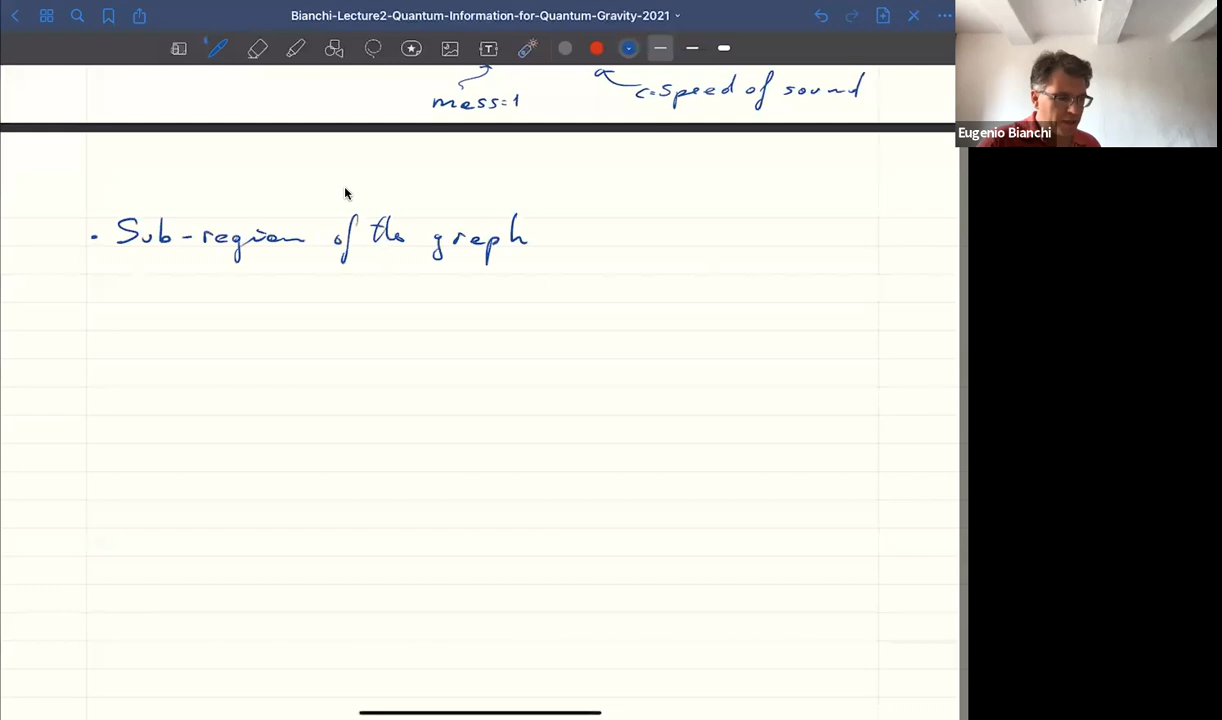 Bianchi-Lecture2-Quantum-Information-for-Quantum-Gravity-2021
mass=1
c=speed of sound
Eugenio Bianchi
• Sub-region of the graph